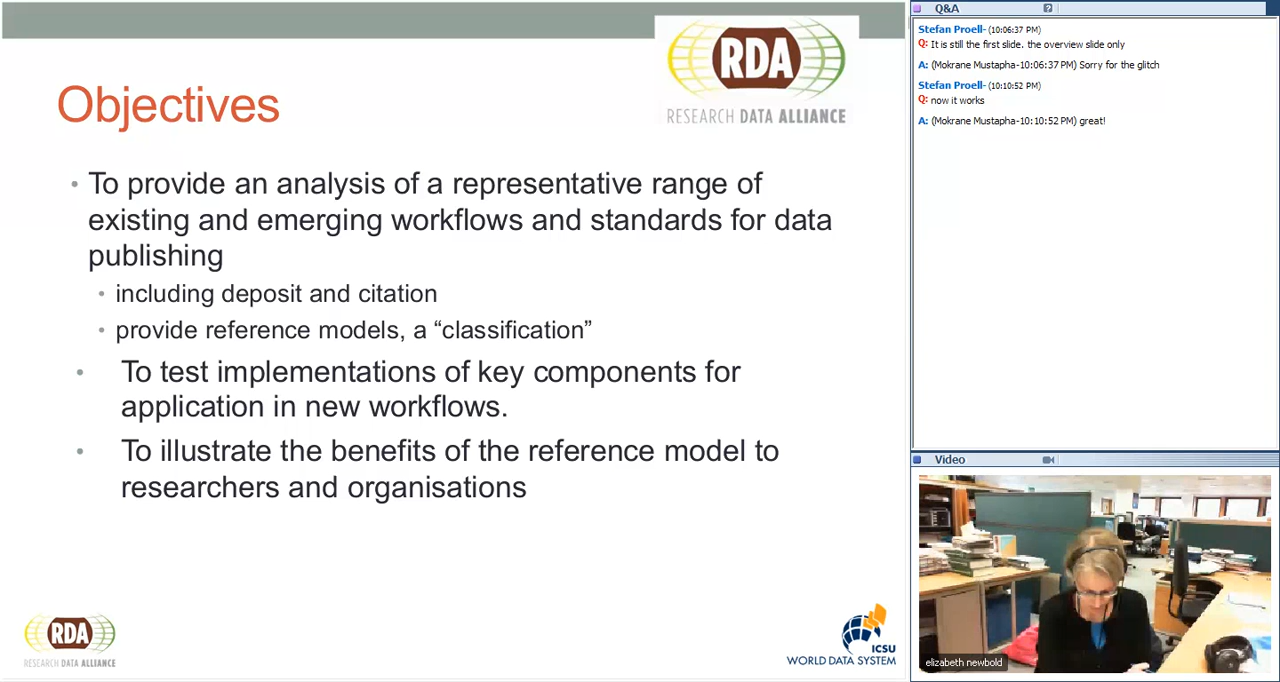 RDA
RESEARCH DATA ALLIANCE
Objectives
• To provide an analysis of a representative range of
existing and emerging workflows and standards for data
publishing
• including deposit and citation
• provide reference models, a “classification”
• To test implementations of key components for
application in new workflows.
• To illustrate the benefits of the reference model to
researchers and organisations
RDA
RESEARCH DATA ALLIANCE
ICSU
WORLD DATA SYSTEM
Q&A
?
Stefan Proell- (10:06:37 PM)
Q: It is still the first slide. the overview slide only
A: (Mokrane Mustapha-10:06:37 PM) Sorry for the glitch
Stefan Proell- (10:10:52 PM)
Q: now it works
A: (Mokrane Mustapha-10:10:52 PM) great!
Video
elizabeth newbold